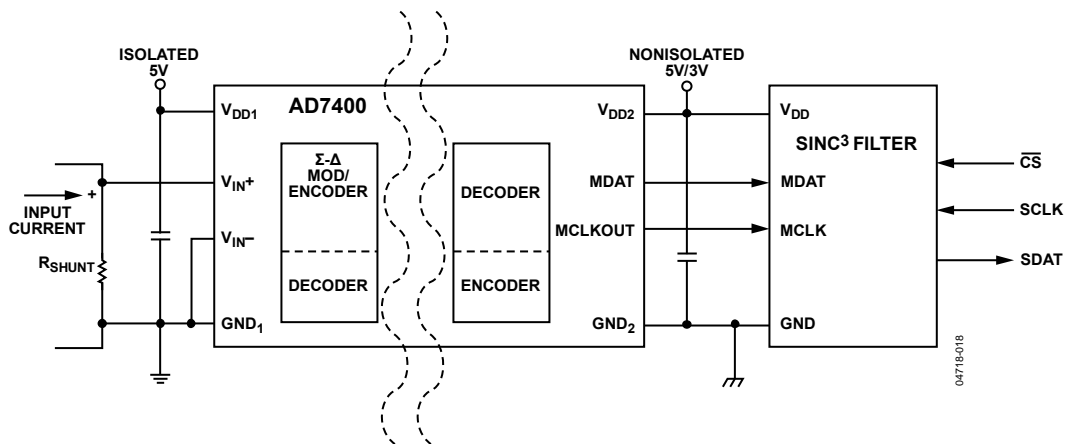 ISOLATED
5V
NONISOLATED
5V/3V
AD7400
VDD1
VIN+
VIN−
GND1
Σ-Δ
MOD/
ENCODER
DECODER
DECODER
ENCODER
VDD2
MDAT
MCLKOUT
GND2
VDD
SINC³ FILTER
MDAT
MCLK
GND
C̅S̅
SCLK
SDAT
+
INPUT
CURRENT
RSHUNT
04718-018